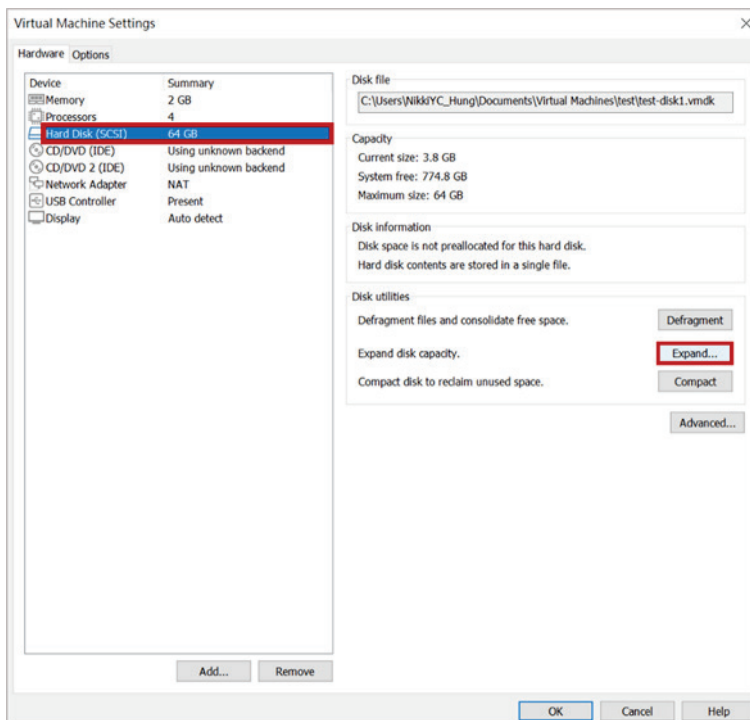 Virtual Machine Settings
Hardware Options
Device Summary
Memory 2 GB
Processors 4
Hard Disk (SCSI) 64 GB
CD/DVD (IDE) Using unknown backend
CD/DVD 2 (IDE) Using unknown backend
Network Adapter NAT
USB Controller Present
Display Auto detect
Add... Remove
Disk file
C:\Users\NikkiYC_Hung\Documents\Virtual Machines\test\test-disk1.vmdk
Capacity
Current size: 3.8 GB
System free: 774.8 GB
Maximum size: 64 GB
Disk information
Disk space is not preallocated for this hard disk.
Hard disk contents are stored in a single file.
Disk utilities
Defragment files and consolidate free space. Defragment
Expand disk capacity. Expand...
Compact disk to reclaim unused space. Compact
Advanced...
OK Cancel Help